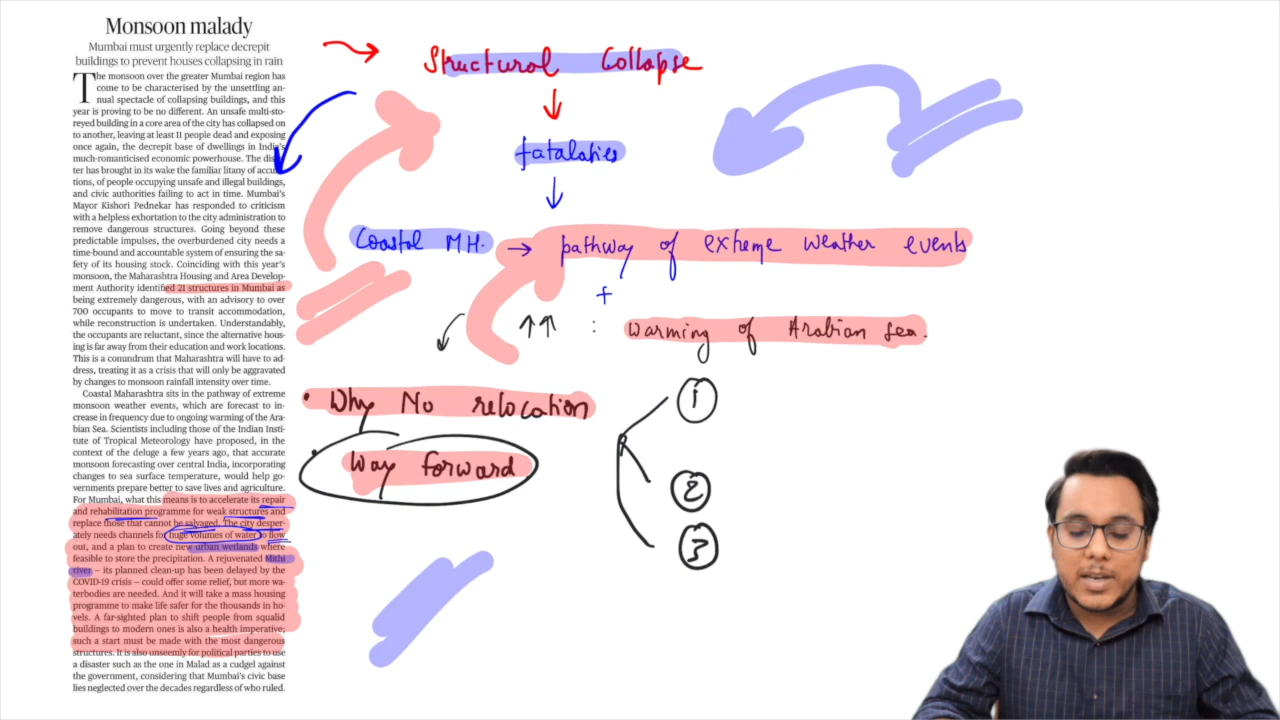 Monsoon malady
Mumbai must urgently replace decrepit
buildings to prevent houses collapsing in rain
The monsoon over the greater Mumbai region has
come to be characterised by the unsettling an-
nual spectacle of collapsing buildings, and this
year is proving to be no different. An unsafe multi-sto-
reyed building in a core area of the city has collapsed on
to another, leaving at least 11 people dead and exposing
once again, the decrepit base of dwellings in India's
much-romanticised economic powerhouse. The disas-
ter has brought in its wake the familiar litany of accusa-
tions, of people occupying unsafe and illegal buildings,
and civic authorities failing to act in time. Mumbai's
Mayor Kishori Pednekar has responded to criticism
with a helpless exhortation to the city administration to
remove dangerous structures. Going beyond these
predictable impulses, the overburdened city needs a
time-bound and accountable system of ensuring the sa-
fety of its housing stock. Coinciding with this year's
monsoon, the Maharashtra Housing and Area Develop-
ment Authority identified 21 structures in Mumbai as
being extremely dangerous, with an advisory to over
700 occupants to move to transit accommodation,
while reconstruction is undertaken. Understandably,
the occupants are reluctant, since the alternative hous-
ing is far away from their education and work locations.
This is a conundrum that Maharashtra will have to ad-
dress, treating it as a crisis that will only be aggravated
by changes to monsoon rainfall intensity over time.
Coastal Maharashtra sits in the pathway of extreme
monsoon weather events, which are forecast to in-
crease in frequency due to ongoing warming of the Ara-
bian Sea. Scientists including those of the Indian Insti-
tute of Tropical Meteorology have proposed, in the
context of the deluge a few years ago, that accurate
monsoon forecasting over central India, incorporating
changes to sea surface temperature, would help go-
vernments prepare better to save lives and agriculture.
For Mumbai, what this means is to accelerate its repair
and rehabilitation programme for weak structures and
replace those that cannot be salvaged. The city desper-
ately needs channels for huge volumes of water to flow
out, and a plan to create new urban wetlands where
feasible to store the precipitation. A rejuvenated Mithi
river — its planned clean-up has been delayed by the
COVID-19 crisis — could offer some relief, but more wa-
terbodies are needed. And it will take a mass housing
programme to make life safer for the thousands in ho-
vels. A far-sighted plan to shift people from squalid
buildings to modern ones is also a health imperative;
such a start must be made with the most dangerous
structures. It is also unseemly for political parties to use
a disaster such as the one in Malad as a cudgel against
the government, considering that Mumbai's civic base
lies neglected over the decades regardless of who ruled.
Structural Collapse
fatalaties
Coastal MH. → pathway of extreme weather events
+
↑↑ : warming of Arabian sea.
• Why No relocation
• Way forward
1
2
3